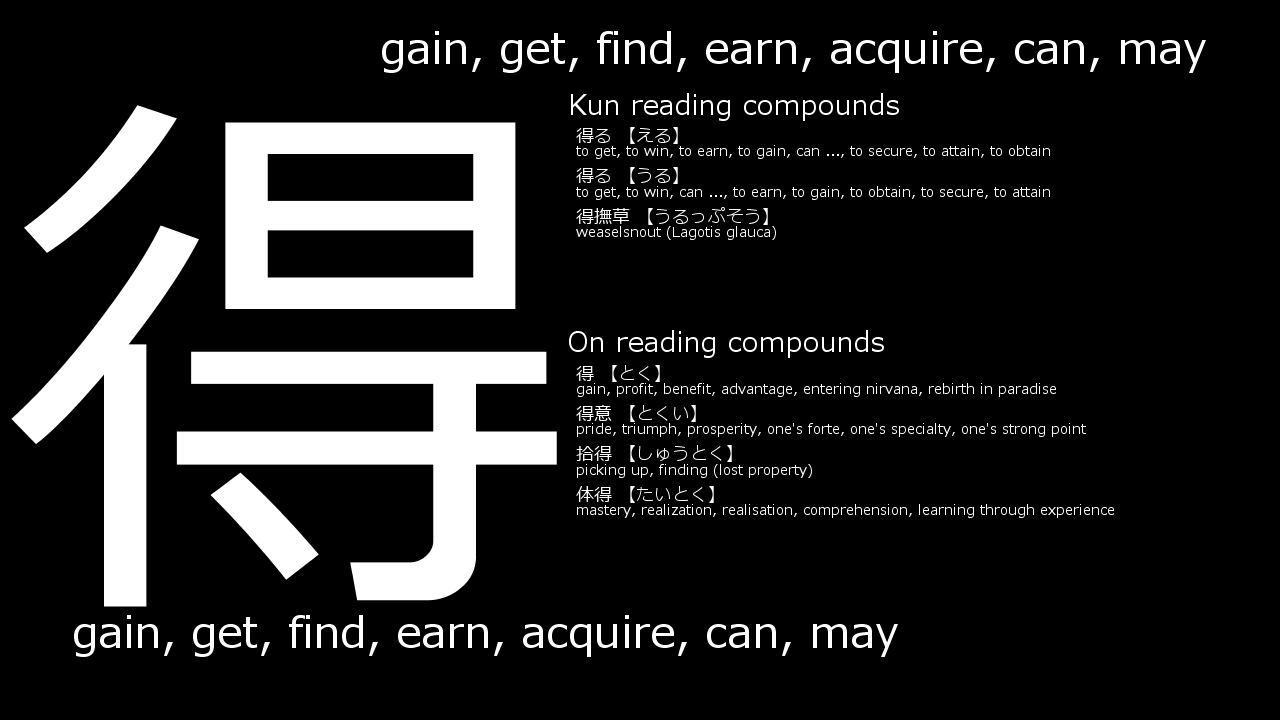 gain, get, find, earn, acquire, can, may
得
Kun reading compounds
得る 【える】
to get, to win, to earn, to gain, can ..., to secure, to attain, to obtain
得る 【うる】
to get, to win, can ..., to earn, to gain, to obtain, to secure, to attain
得撫草 【うるっぷそう】
weaselsnout (Lagotis glauca)
On reading compounds
得 【とく】
gain, profit, benefit, advantage, entering nirvana, rebirth in paradise
得意 【とくい】
pride, triumph, prosperity, one's forte, one's specialty, one's strong point
拾得 【しゅうとく】
picking up, finding (lost property)
体得 【たいとく】
mastery, realization, realisation, comprehension, learning through experience
gain, get, find, earn, acquire, can, may